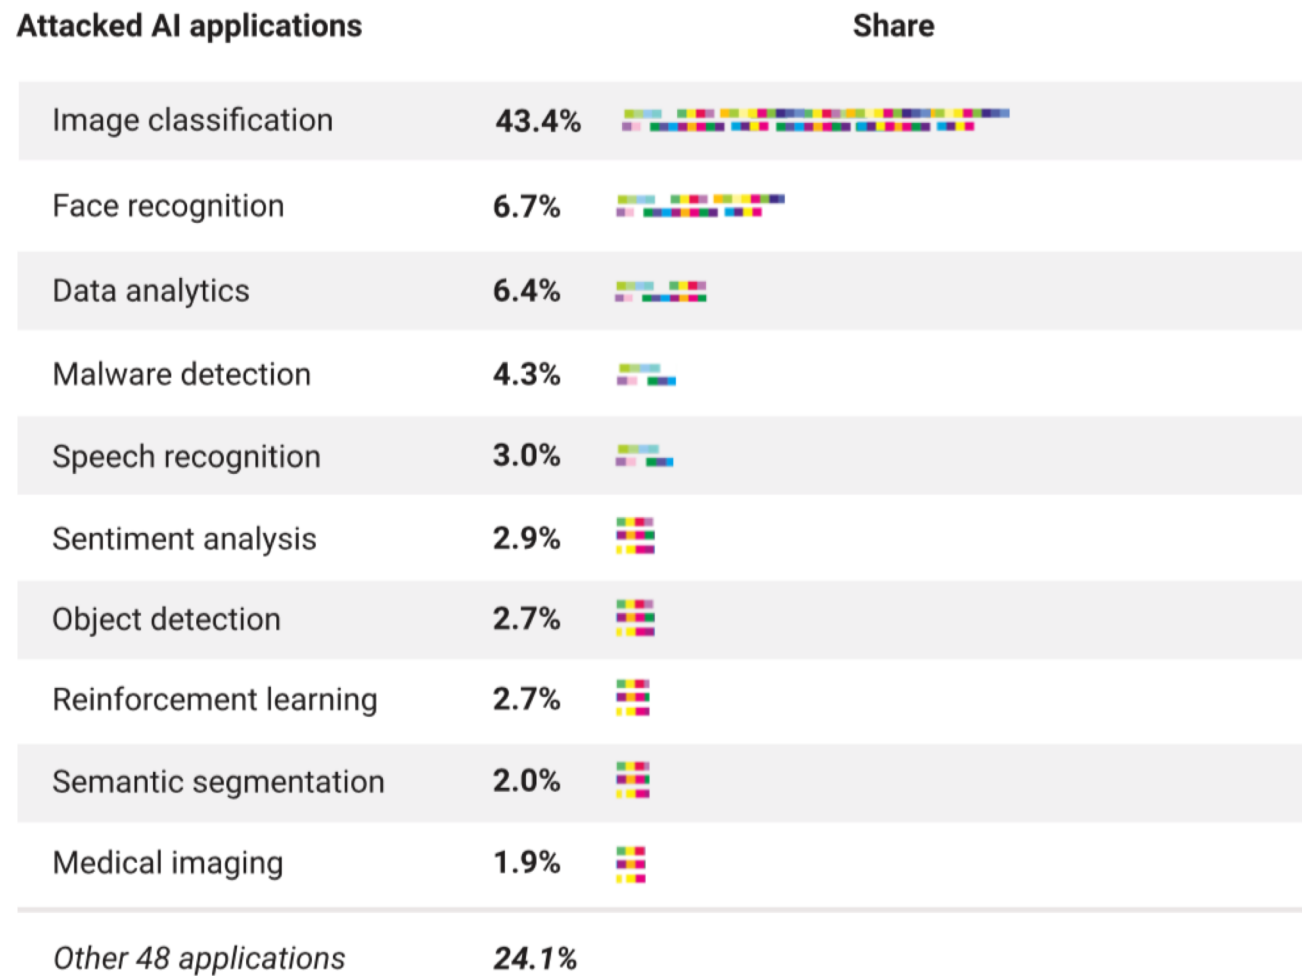 Attacked AI applications Share
Image classification 43.4%
Face recognition 6.7%
Data analytics 6.4%
Malware detection 4.3%
Speech recognition 3.0%
Sentiment analysis 2.9%
Object detection 2.7%
Reinforcement learning 2.7%
Semantic segmentation 2.0%
Medical imaging 1.9%
Other 48 applications 24.1%